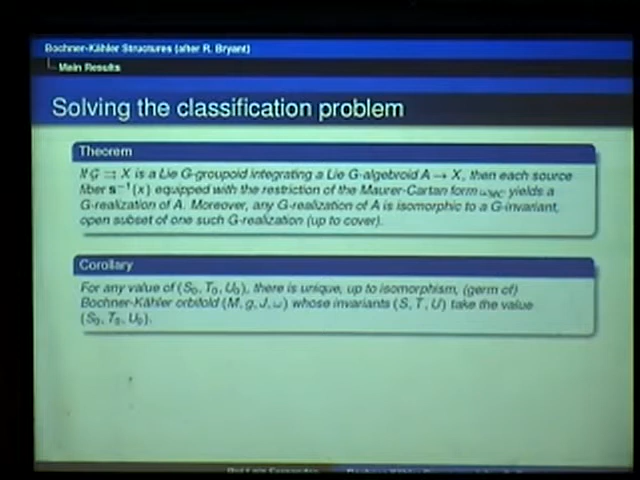 Bochner-Kähler Structures (after R. Bryant)
Main Results
Solving the classification problem
Theorem
If G ⇉ X is a Lie G-groupoid integrating a Lie G-algebroid A → X, then each source
fiber s⁻¹(x) equipped with the restriction of the Maurer-Cartan form ω_MC yields a
G-realization of A. Moreover, any G-realization of A is isomorphic to a G-invariant,
open subset of one such G-realization (up to cover).
Corollary
For any value of (S₀, T₀, U₀), there is unique, up to isomorphism, (germ of)
Bochner-Kähler orbifold (M, g, J, ω) whose invariants (S, T, U) take the value
(S₀, T₀, U₀).
Rui Loja Fernandes